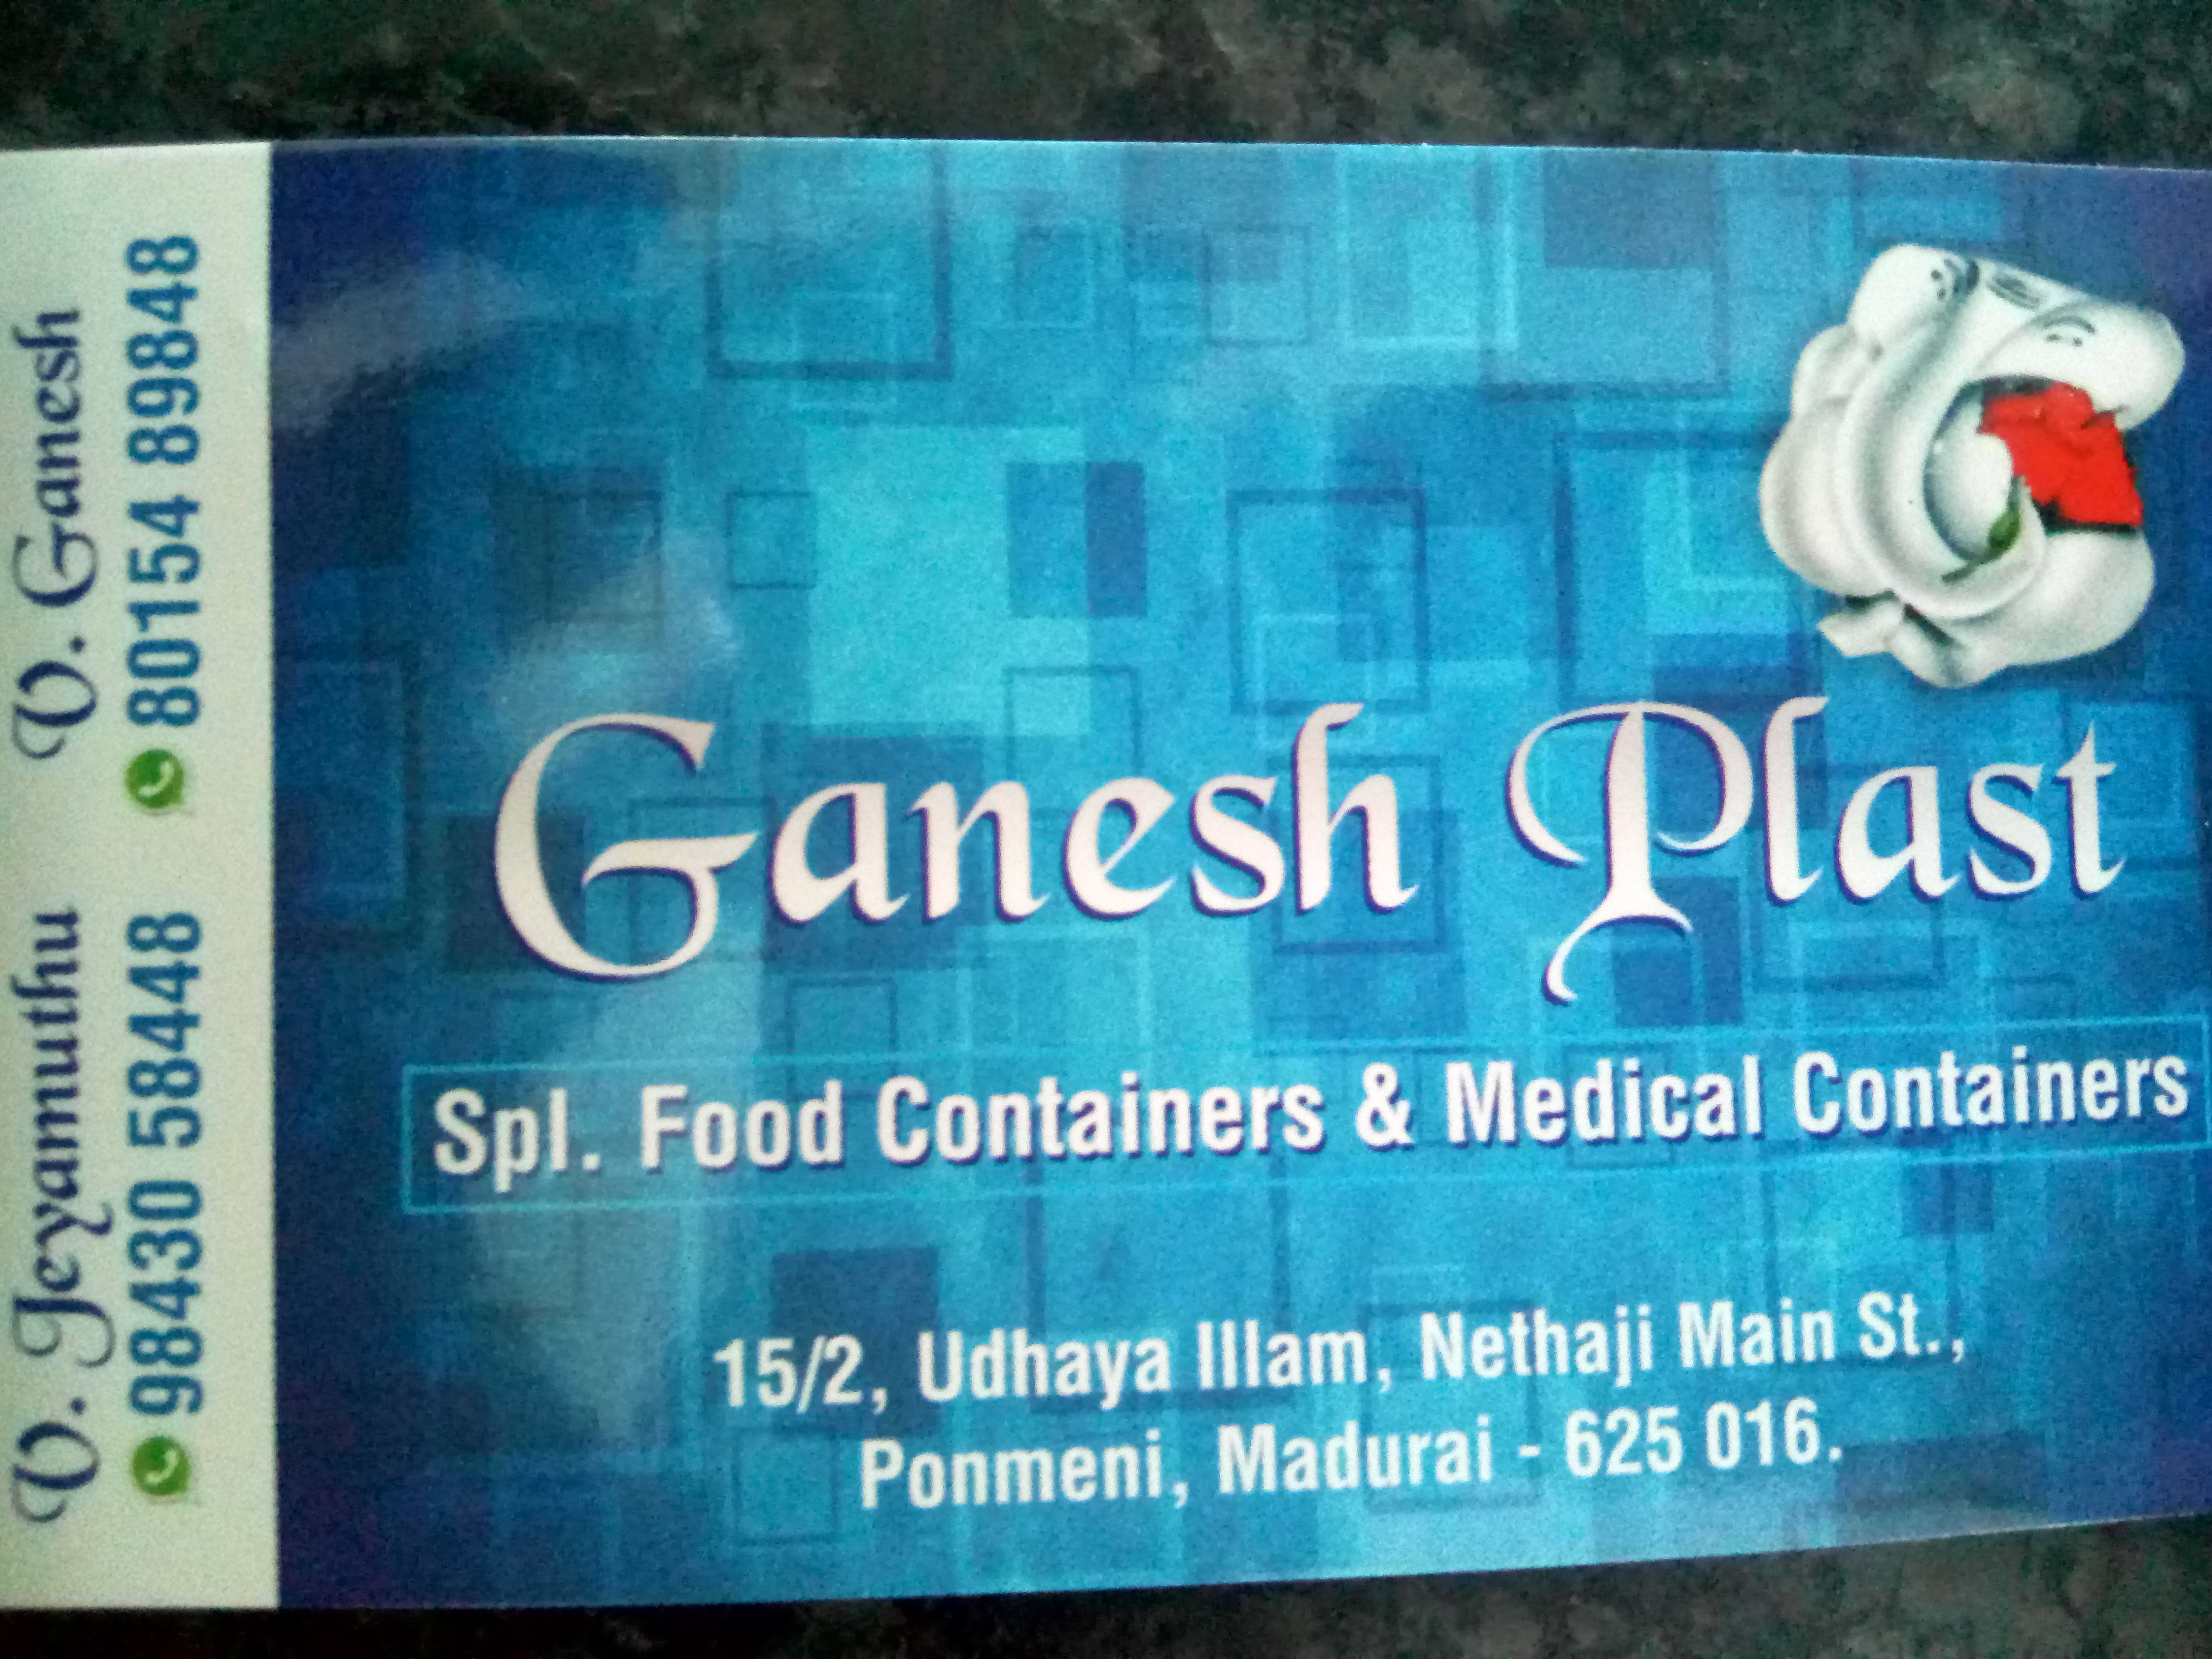 V. Jeyamuthu
98430 58448
V. Ganesh
80154 89848
Ganesh Plast
Spl. Food Containers & Medical Containers
15/2, Udhaya Illam, Nethaji Main St.,
Ponmeni, Madurai - 625 016.